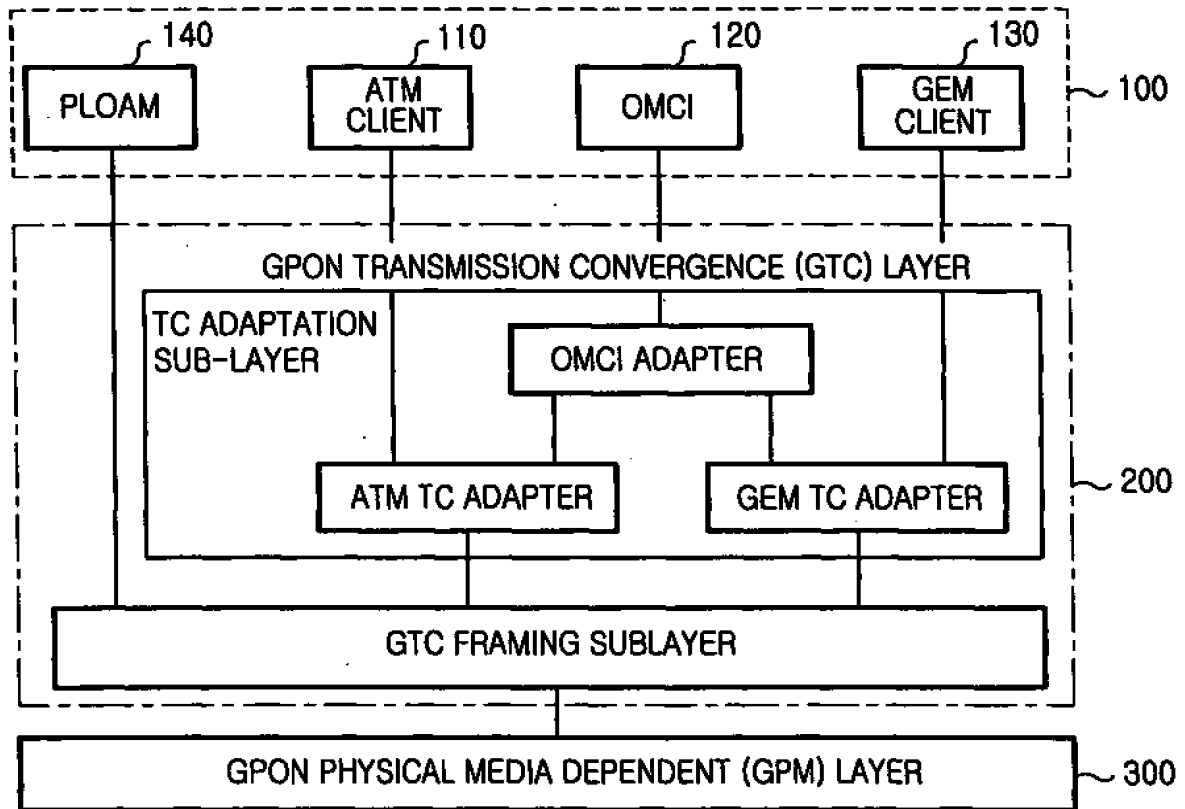 140
110
120
130
PLOAM
ATM
CLIENT
OMCI
GEM
CLIENT
100
GPON TRANSMISSION CONVERGENCE (GTC) LAYER
TC ADAPTATION
SUB-LAYER
OMCI ADAPTER
ATM TC ADAPTER
GEM TC ADAPTER
200
GTC FRAMING SUBLAYER
GPON PHYSICAL MEDIA DEPENDENT (GPM) LAYER
300